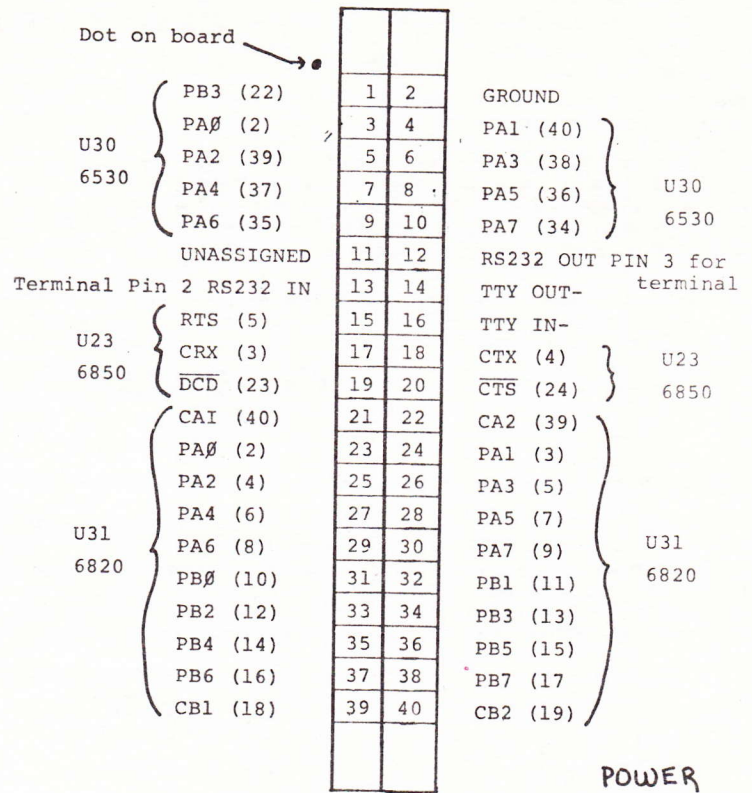 Dot on board
PB3 (22) 1 2 GROUND
PAØ (2) 3 4 PA1 (40)
U30
PA2 (39) 5 6 PA3 (38)
6530
PA4 (37) 7 8 PA5 (36)
U30
PA6 (35) 9 10 PA7 (34)
6530
UNASSIGNED 11 12 RS232 OUT PIN 3 for
terminal
Terminal Pin 2 RS232 IN 13 14 TTY OUT-
RTS (5) 15 16 TTY IN-
U23
6850
CRX (3) 17 18 CTX (4)
U23
D̅C̅D̅ (23) 19 20 C̅T̅S̅ (24)
6850
CAI (40) 21 22 CA2 (39)
PAØ (2) 23 24 PA1 (3)
PA2 (4) 25 26 PA3 (5)
PA4 (6) 27 28 PA5 (7)
U31
6820
PA6 (8) 29 30 PA7 (9)
U31
6820
PBØ (10) 31 32 PB1 (11)
PB2 (12) 33 34 PB3 (13)
PB4 (14) 35 36 PB5 (15)
PB6 (16) 37 38 PB7 (17
CB1 (18) 39 40 CB2 (19)
POWER